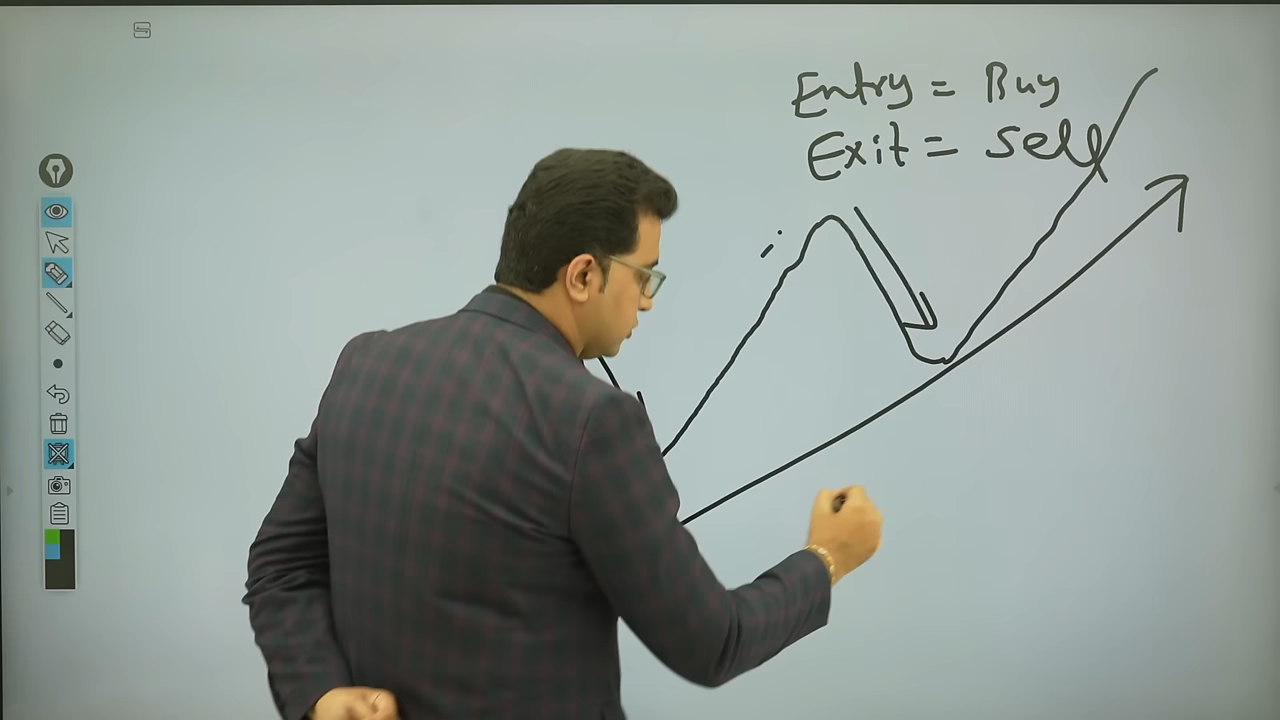 Entry = Buy
Exit = Sell